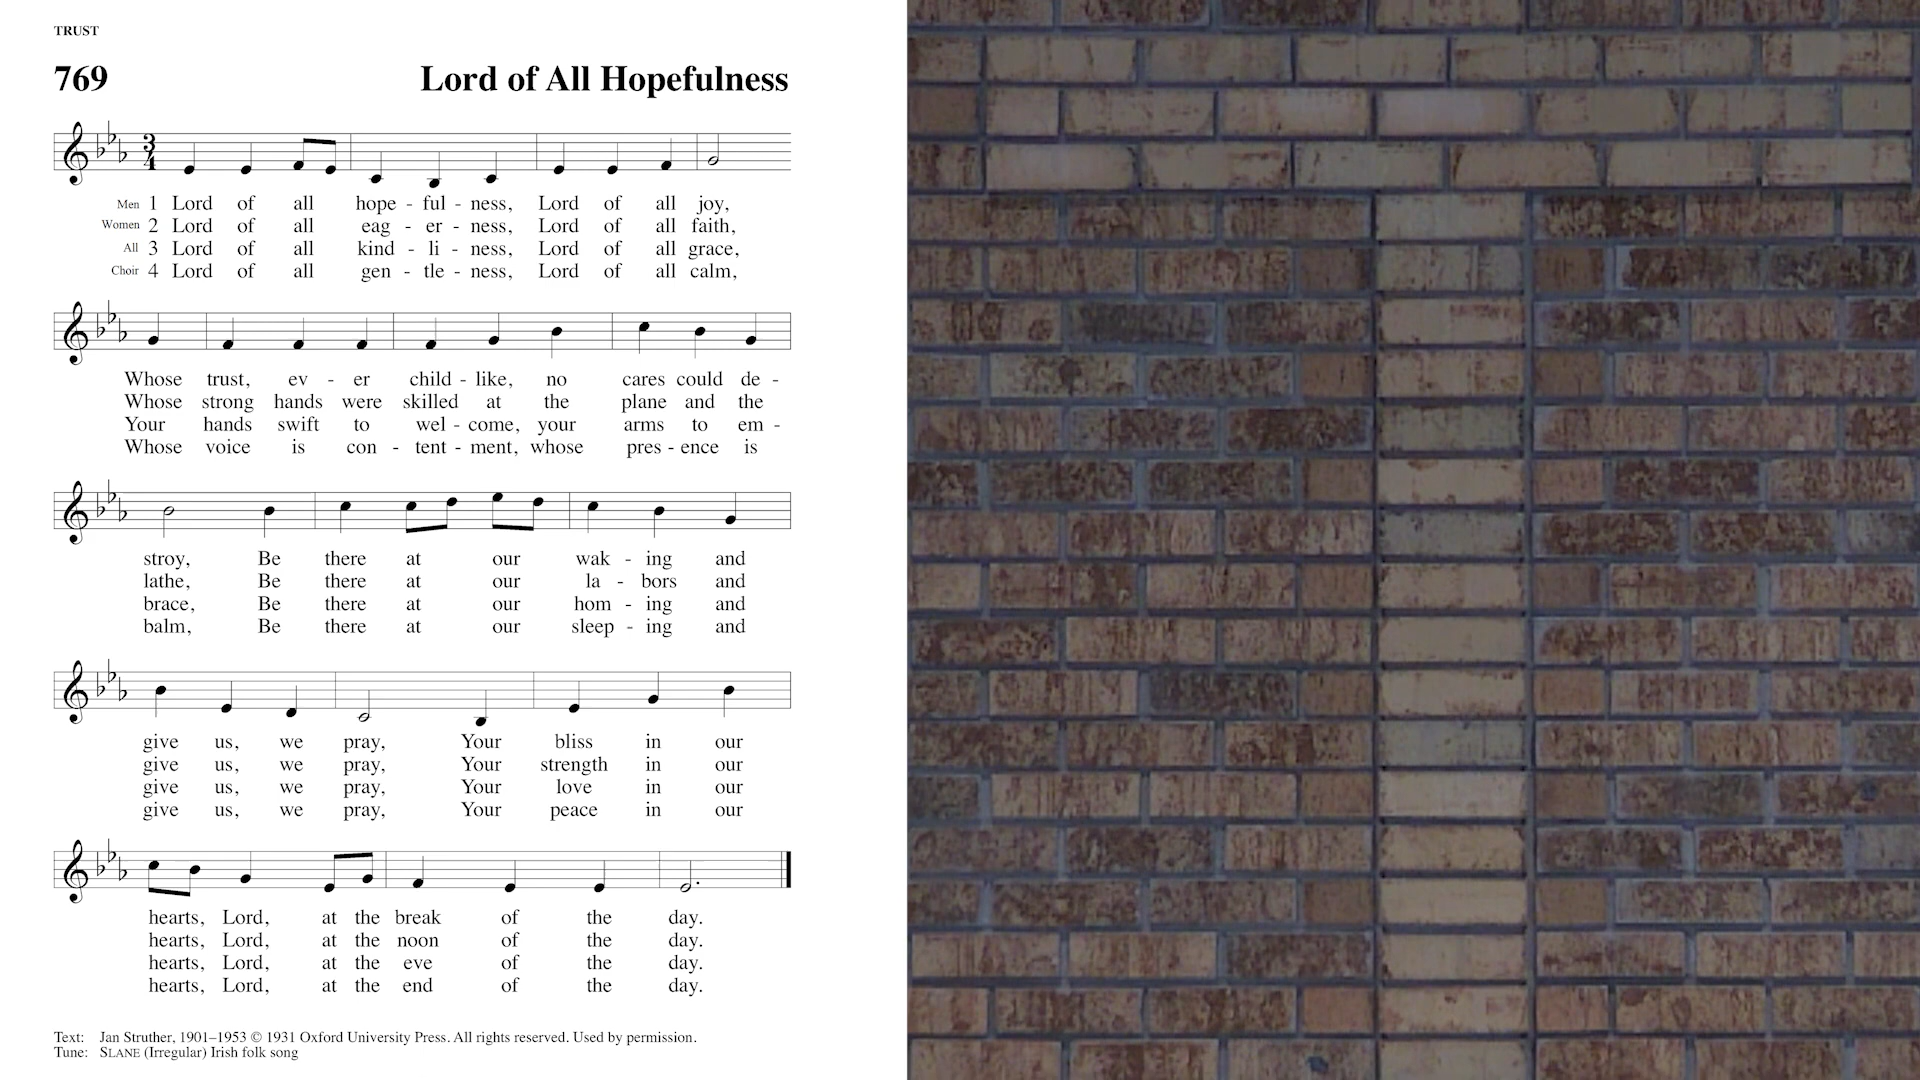 TRUST
769 Lord of All Hopefulness
Men 1 Lord of all hope - ful - ness, Lord of all joy,
Women 2 Lord of all eag - er - ness, Lord of all faith,
All 3 Lord of all kind - li - ness, Lord of all grace,
Choir 4 Lord of all gen - tle - ness, Lord of all calm,
Whose trust, ev - er child - like, no cares could de -
Whose strong hands were skilled at the plane and the
Your hands swift to wel - come, your arms to em -
Whose voice is con - tent - ment, whose pres - ence is
stroy, Be there at our wak - ing and
lathe, Be there at our la - bors and
brace, Be there at our hom - ing and
balm, Be there at our sleep - ing and
give us, we pray, Your bliss in our
give us, we pray, Your strength in our
give us, we pray, Your love in our
give us, we pray, Your peace in our
hearts, Lord, at the break of the day.
hearts, Lord, at the noon of the day.
hearts, Lord, at the eve of the day.
hearts, Lord, at the end of the day.
Text: Jan Struther, 1901–1953 © 1931 Oxford University Press. All rights reserved. Used by permission.
Tune: SLANE (Irregular) Irish folk song